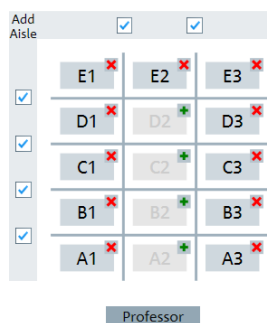 Add
Aisle
E1 E2 E3
D1 D2 D3
C1 C2 C3
B1 B2 B3
A1 A2 A3
Professor